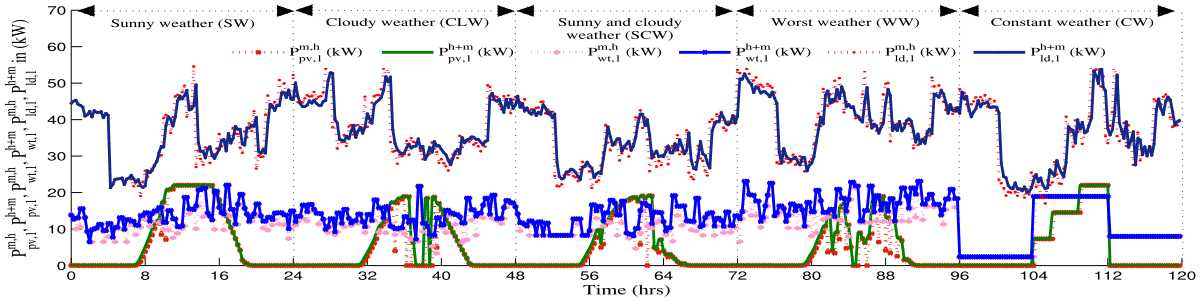 70
60
50
40
30
20
10
0
P^{m,h}_{pv,1}, P^{h+m}_{pv,1}, P^{m,h}_{wt,1}, P^{h+m}_{wt,1}, P^{m,h}_{ld,1}, P^{h+m}_{ld,1} in (kW)
Sunny weather (SW)
Cloudy weather (CLW)
Sunny and cloudy
weather (SCW)
Worst weather (WW)
Constant weather (CW)
P^{m,h}_{pv,1} (kW) P^{h+m}_{pv,1} (kW) P^{m,h}_{wt,1} (kW) P^{h+m}_{wt,1} (kW) P^{m,h}_{ld,1} (kW) P^{h+m}_{ld,1} (kW)
0 8 16 24 32 40 48 56 64 72 80 88 96 104 112 120
Time (hrs)